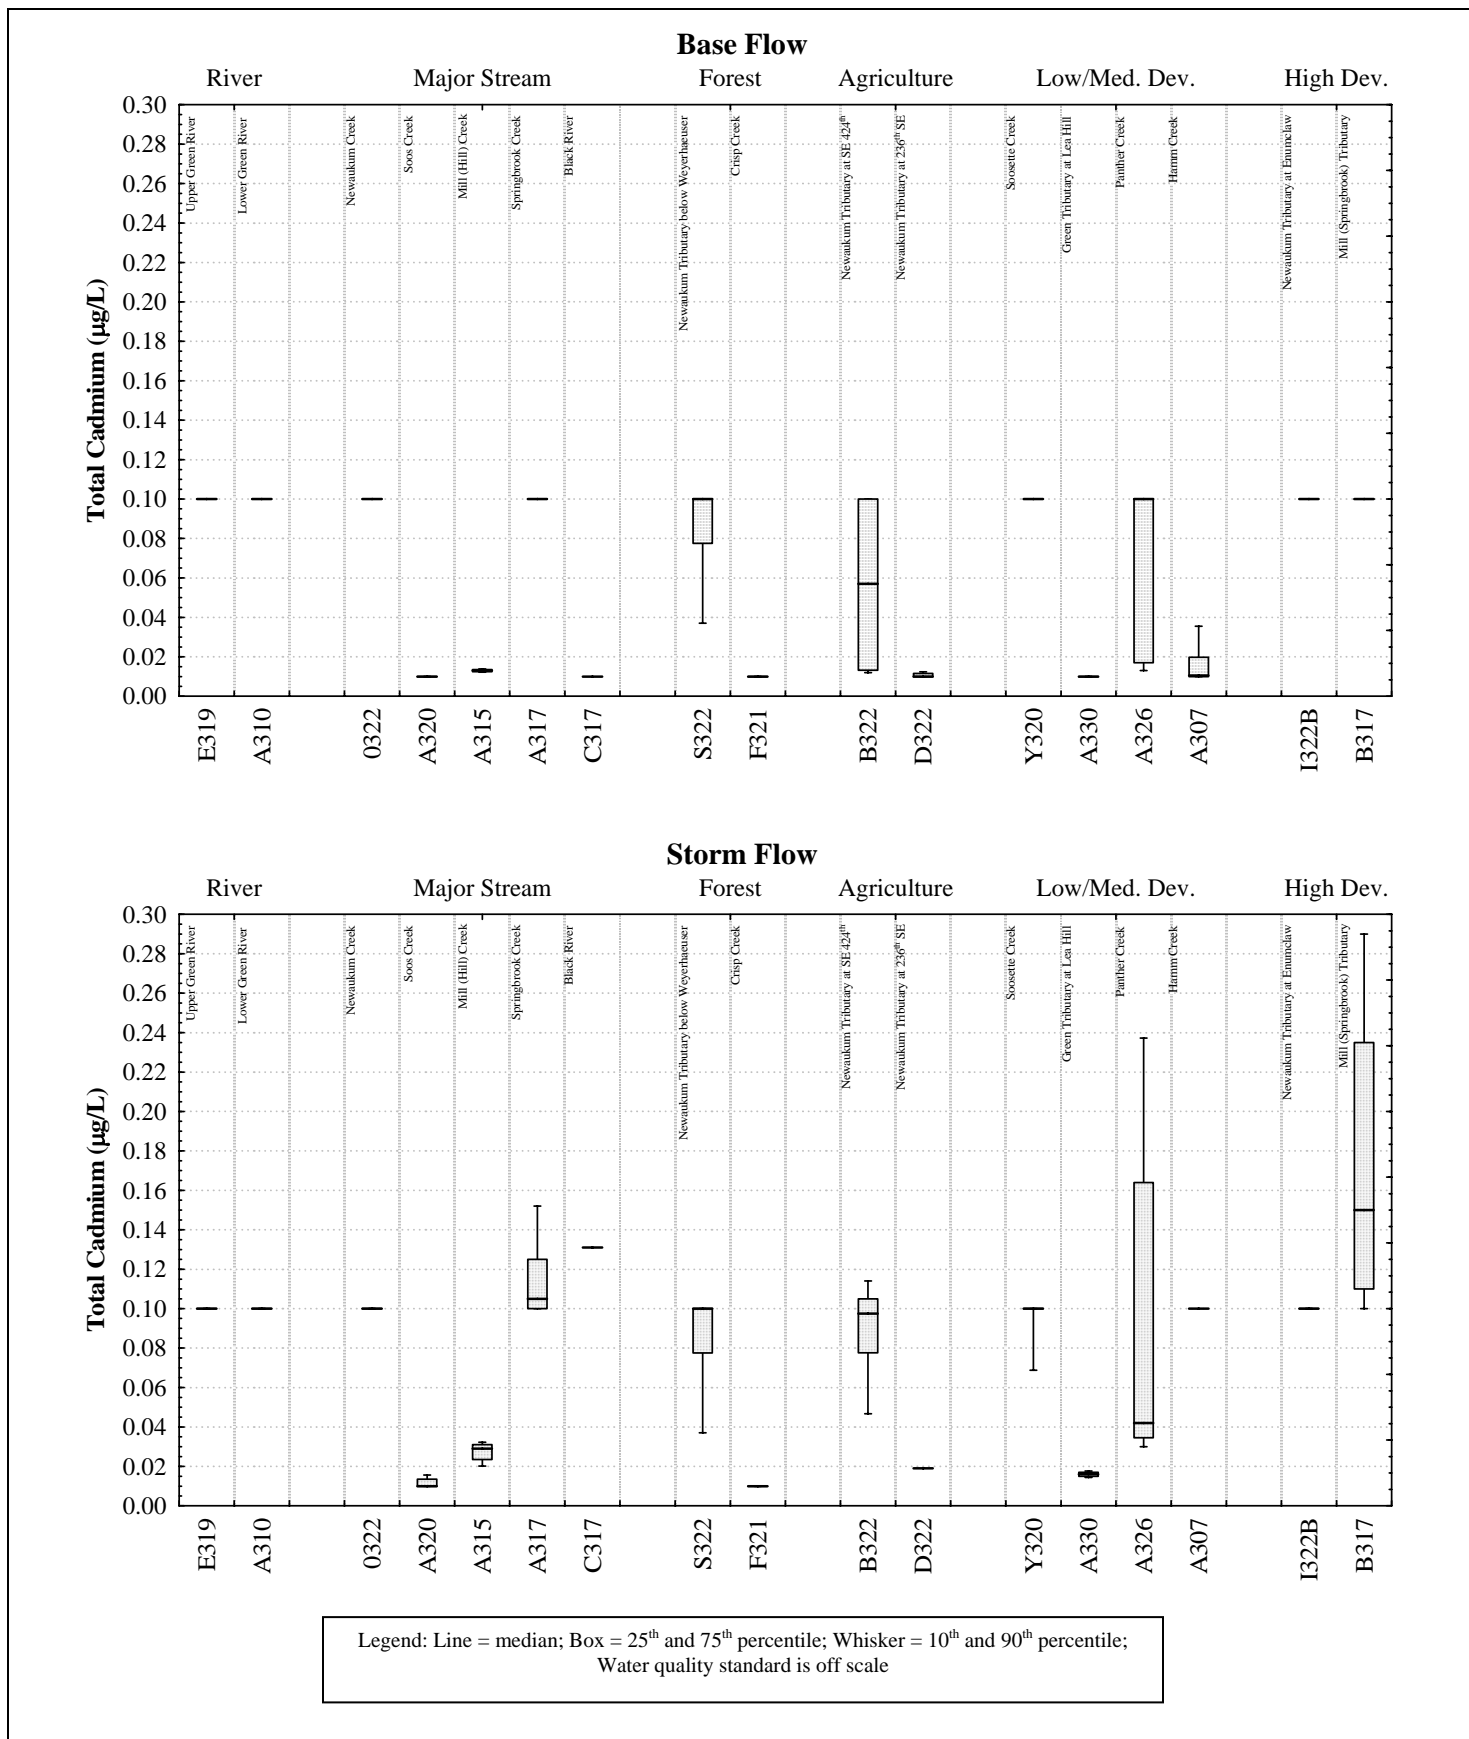 Base Flow
River Major Stream Forest Agriculture Low/Med. Dev. High Dev.
Total Cadmium (µg/L)
0.30
0.28
0.26
0.24
0.22
0.20
0.18
0.16
0.14
0.12
0.10
0.08
0.06
0.04
0.02
0.00
Upper Green River
Lower Green River
Newaukum Creek
Soos Creek
Mill (Hill) Creek
Springbrook Creek
Black River
Newaukum Tributary below Weyerhaeuser
Crisp Creek
Newaukum Tributary at SE 424th
Newaukum Tributary at 236th SE
Soosette Creek
Green Tributary at Lea Hill
Panther Creek
Hamm Creek
Newaukum Tributary at Enumclaw
Mill (Springbrook) Tributary
E319 A310 0322 A320 A315 A317 C317 S322 F321 B322 D322 Y320 A330 A326 A307 I322B B317
Storm Flow
River Major Stream Forest Agriculture Low/Med. Dev. High Dev.
Total Cadmium (µg/L)
0.30
0.28
0.26
0.24
0.22
0.20
0.18
0.16
0.14
0.12
0.10
0.08
0.06
0.04
0.02
0.00
Upper Green River
Lower Green River
Newaukum Creek
Soos Creek
Mill (Hill) Creek
Springbrook Creek
Black River
Newaukum Tributary below Weyerhaeuser
Crisp Creek
Newaukum Tributary at SE 424th
Newaukum Tributary at 236th SE
Soosette Creek
Green Tributary at Lea Hill
Panther Creek
Hamm Creek
Newaukum Tributary at Enumclaw
Mill (Springbrook) Tributary
E319 A310 0322 A320 A315 A317 C317 S322 F321 B322 D322 Y320 A330 A326 A307 I322B B317
Legend: Line = median; Box = 25th and 75th percentile; Whisker = 10th and 90th percentile;
Water quality standard is off scale